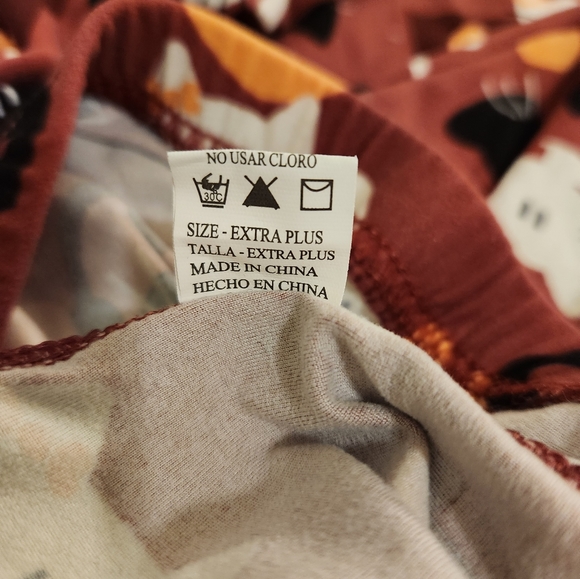 NO USAR CLORO
30°C
SIZE - EXTRA PLUS
TALLA - EXTRA PLUS
MADE IN CHINA
HECHO EN CHINA